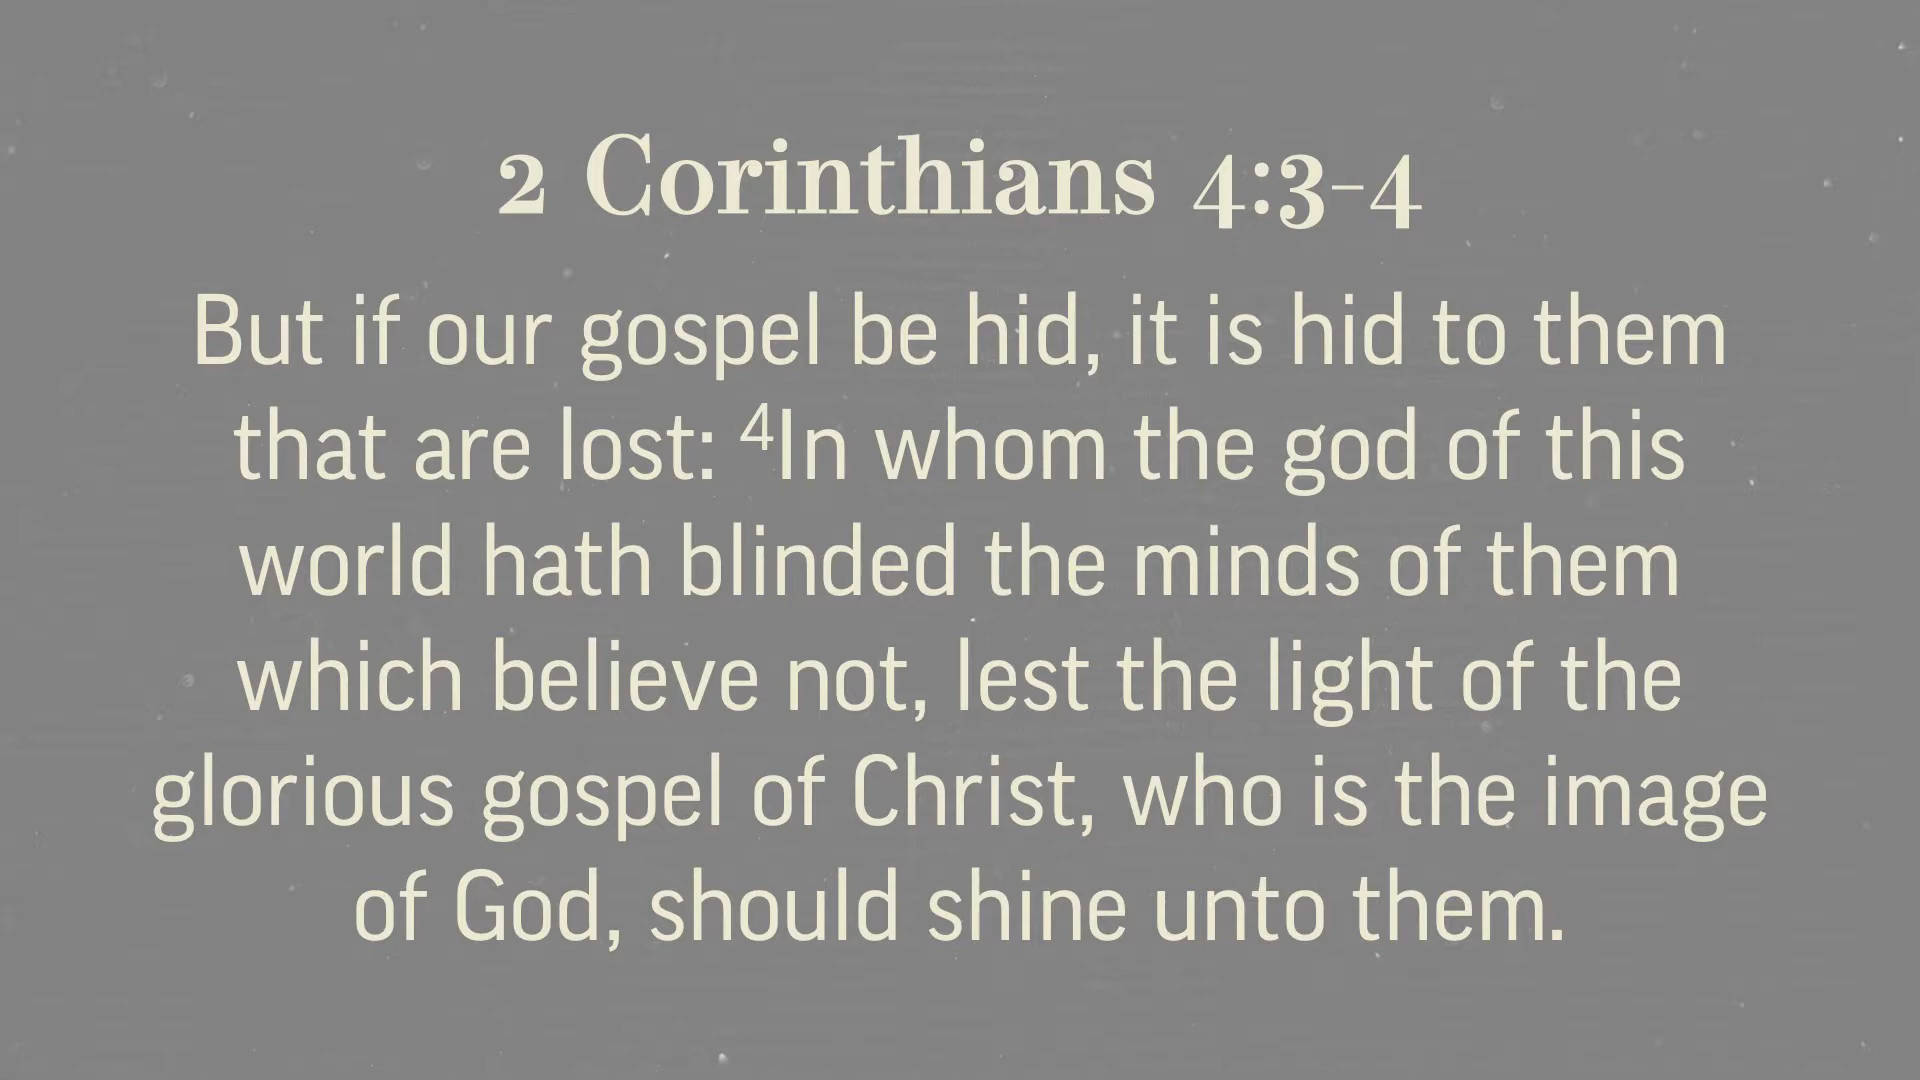 2 Corinthians 4:3-4
But if our gospel be hid, it is hid to them
that are lost: ⁴In whom the god of this
world hath blinded the minds of them
which believe not, lest the light of the
glorious gospel of Christ, who is the image
of God, should shine unto them.